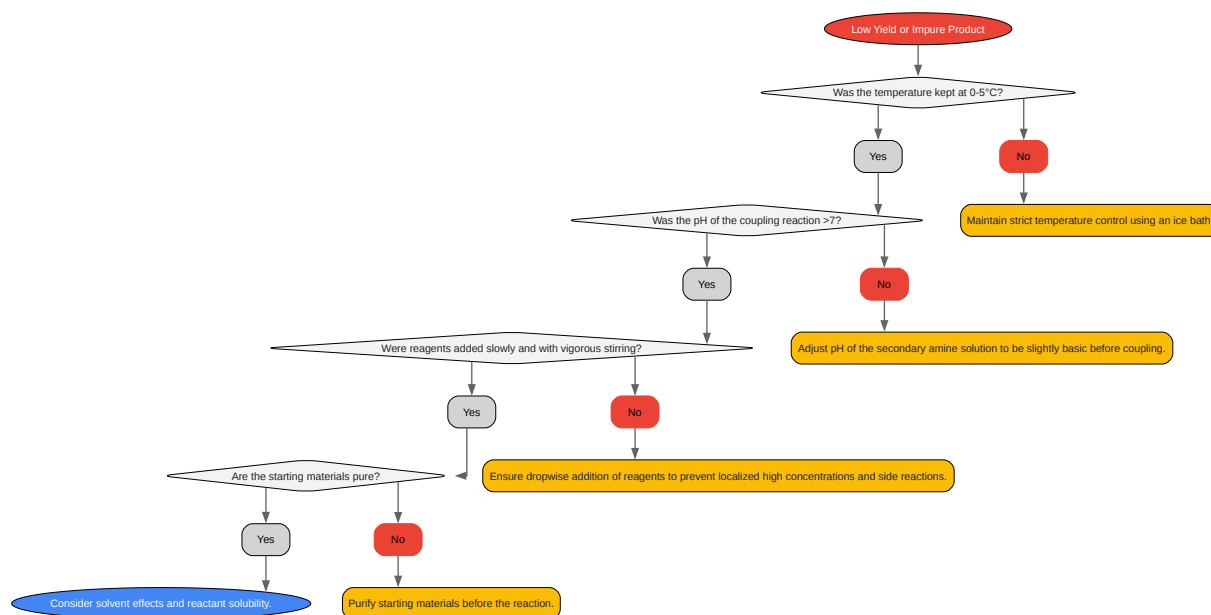 Low Yield or Impure Product
Was the temperature kept at 0-5°C?
Yes
No
Was the pH of the coupling reaction >7?
Maintain strict temperature control using an ice bath
Yes
No
Were reagents added slowly and with vigorous stirring?
Adjust pH of the secondary amine solution to be slightly basic before coupling.
Yes
No
Are the starting materials pure?
Ensure dropwise addition of reagents to prevent localized high concentrations and side reactions.
Yes
No
Consider solvent effects and reactant solubility.
Purify starting materials before the reaction.